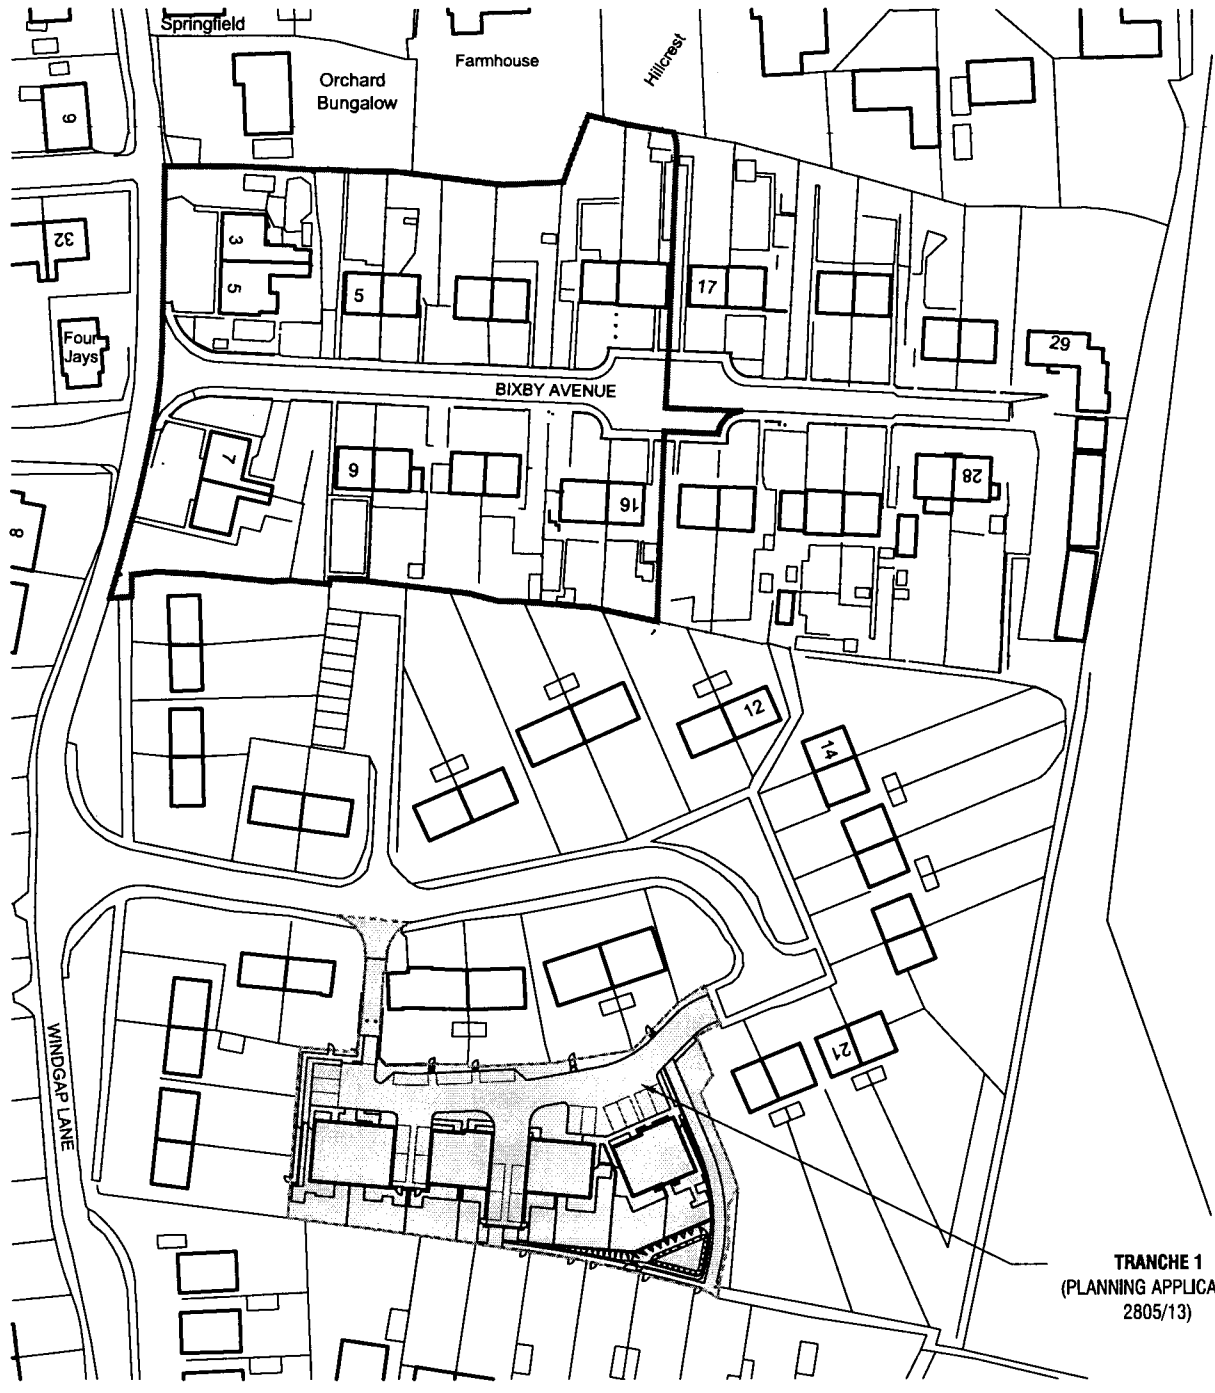 Springfield
Farmhouse
Hillcrest
Orchard
Bungalow
9
32
3
5
5
17
Four
Jays
29
BIXBY AVENUE
7
9
16
28
8
12
14
21
WINDGAP LANE
TRANCHE 1
(PLANNING APPLICA
2805/13)